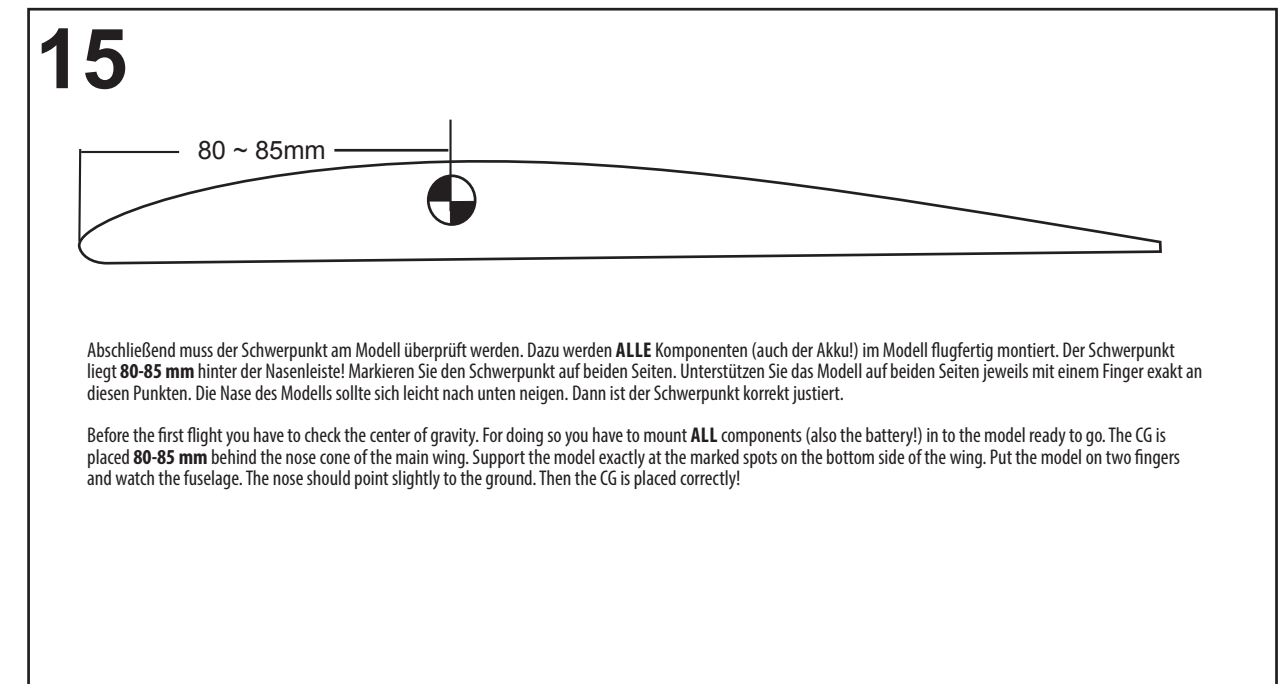 15
80 ~ 85mm
Abschließend muss der Schwerpunkt am Modell überprüft werden. Dazu werden ALLE Komponenten (auch der Akku!) im Modell flugfertig montiert. Der Schwerpunkt
liegt 80-85 mm hinter der Nasenleiste! Markieren Sie den Schwerpunkt auf beiden Seiten. Unterstützen Sie das Modell auf beiden Seiten jeweils mit einem Finger exakt an
diesen Punkten. Die Nase des Modells sollte sich leicht nach unten neigen. Dann ist der Schwerpunkt korrekt justiert.
Before the first flight you have to check the center of gravity. For doing so you have to mount ALL components (also the battery!) in to the model ready to go. The CG is
placed 80-85 mm behind the nose cone of the main wing. Support the model exactly at the marked spots on the bottom side of the wing. Put the model on two fingers
and watch the fuselage. The nose should point slightly to the ground. Then the CG is placed correctly!